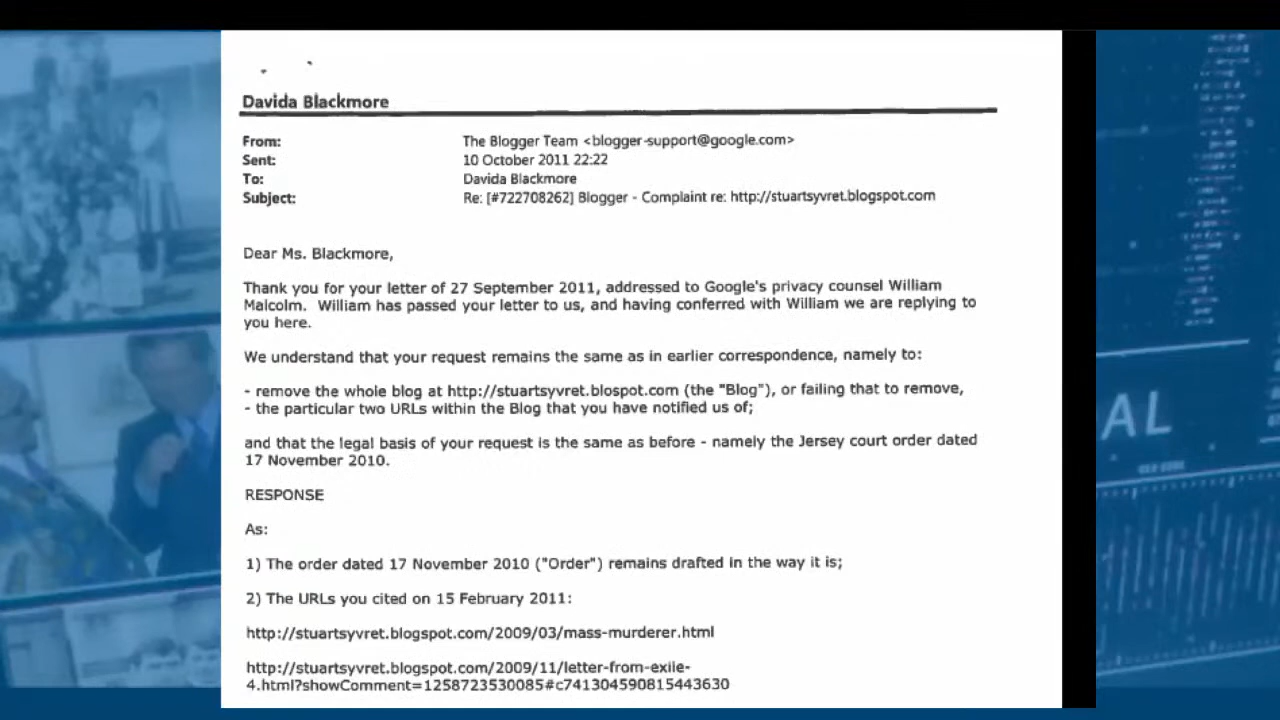 Davida Blackmore
From: The Blogger Team <blogger-support@google.com>
Sent: 10 October 2011 22:22
To: Davida Blackmore
Subject: Re: [#722708262] Blogger - Complaint re: http://stuartsyvret.blogspot.com
Dear Ms. Blackmore,
Thank you for your letter of 27 September 2011, addressed to Google's privacy counsel William
Malcolm. William has passed your letter to us, and having conferred with William we are replying to
you here.
We understand that your request remains the same as in earlier correspondence, namely to:
- remove the whole blog at http://stuartsyvret.blospot.com (the "Blog"), or failing that to remove,
- the particular two URLs within the Blog that you have notified us of;
and that the legal basis of your request is the same as before - namely the Jersey court order dated
17 November 2010.
RESPONSE
As:
1) The order dated 17 November 2010 ("Order") remains drafted in the way it is;
2) The URLs you cited on 15 February 2011:
http://stuartsyvret.blogspot.com/2009/03/mass-murderer.html
http://stuartsyvret.blogspot.com/2009/11/letter-from-exile-
4.html?showComment=1258723530085#c741304590815443630
AL